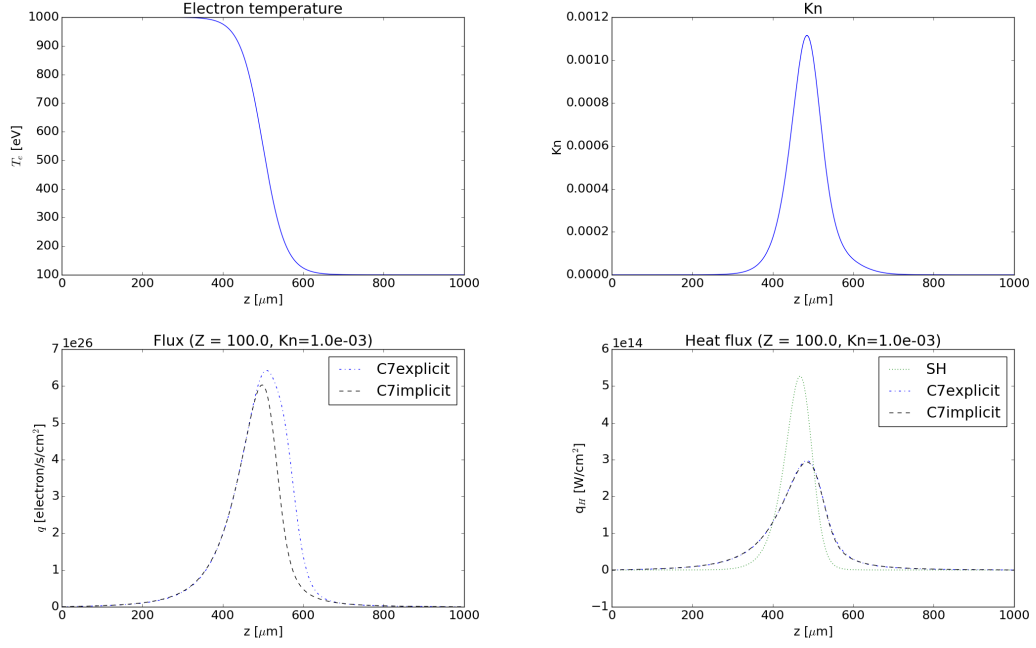 Electron temperature
1000
900
800
700
600
500
400
300
200
100
T_e [eV]
0 200 400 600 800 1000
z [μm]
Kn
0.0012
0.0010
0.0008
0.0006
0.0004
0.0002
0.0000
Kn
0 200 400 600 800 1000
z [μm]
Flux (Z = 100.0, Kn=1.0e-03)
1e26
7
6
5
4
3
2
1
0
q [electron/s/cm²]
C7explicit
C7implicit
0 200 400 600 800 1000
z [μm]
Heat flux (Z = 100.0, Kn=1.0e-03)
1e14
6
5
4
3
2
1
0
−1
q_H [W/cm²]
SH
C7explicit
C7implicit
0 200 400 600 800 1000
z [μm]